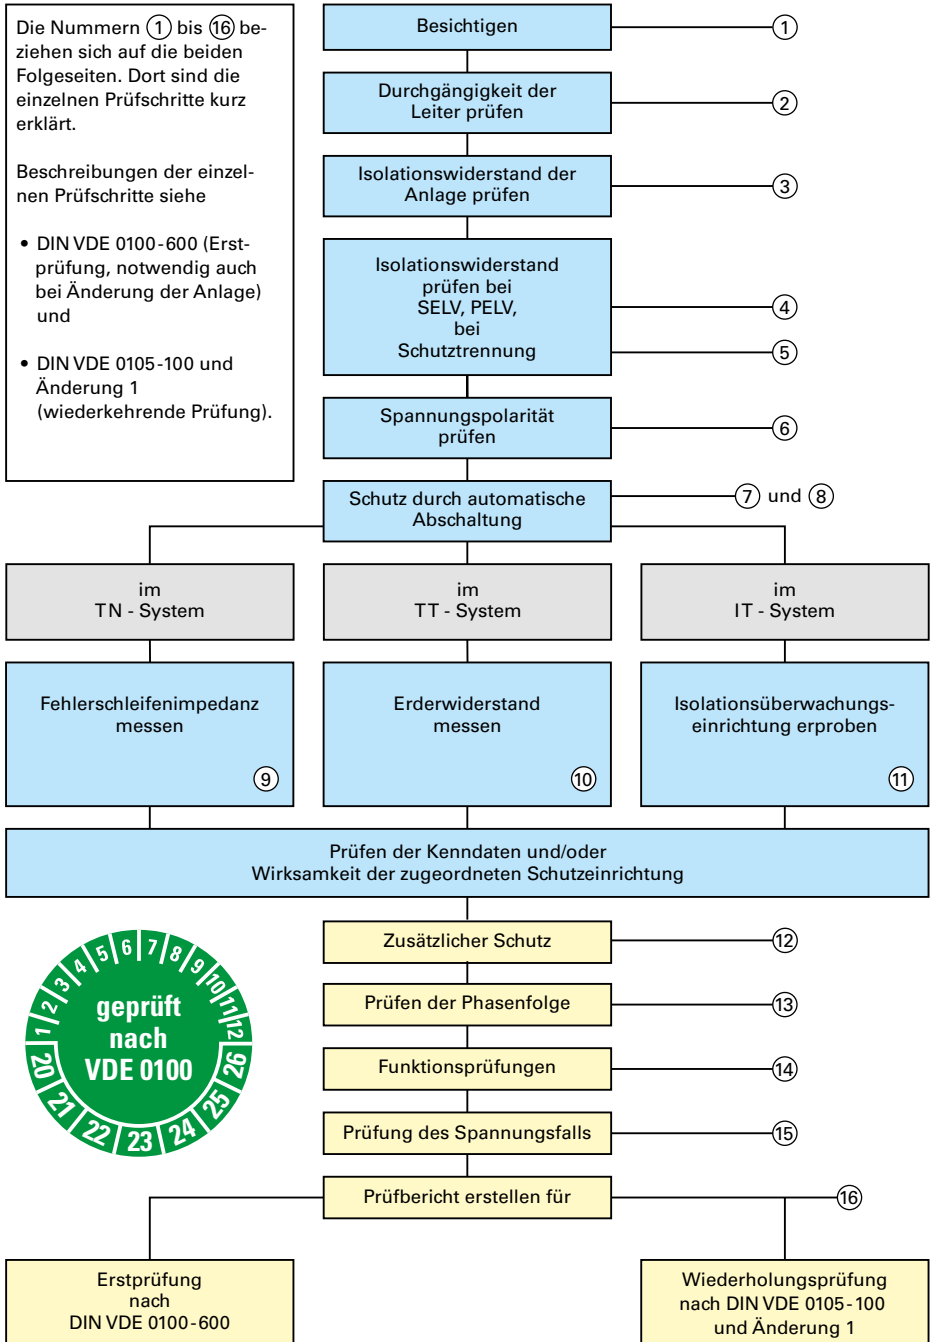 Die Nummern ① bis ⑯ be-
ziehen sich auf die beiden
Folgeseiten. Dort sind die
einzelnen Prüfschritte kurz
erklärt.
Beschreibungen der einzel-
nen Prüfschritte siehe
• DIN VDE 0100-600 (Erst-
prüfung, notwendig auch
bei Änderung der Anlage)
und
• DIN VDE 0105-100 und
Änderung 1
(wiederkehrende Prüfung).
Besichtigen ①
Durchgängigkeit der
Leiter prüfen
②
Isolationswiderstand der
Anlage prüfen
③
Isolationswiderstand
prüfen bei
SELV, PELV,
bei
Schutztrennung
④
⑤
Spannungspolarität
prüfen
⑥
Schutz durch automatische
Abschaltung
⑦ und ⑧
im
TN - System
im
TT - System
im
IT - System
Fehlerschleifenimpedanz
messen
⑨
Erderwiderstand
messen
⑩
Isolationsüberwachungs-
einrichtung erproben
⑪
Prüfen der Kenndaten und/oder
Wirksamkeit der zugeordneten Schutzeinrichtung
Zusätzlicher Schutz ⑫
Prüfen der Phasenfolge ⑬
Funktionsprüfungen ⑭
Prüfung des Spannungsfalls ⑮
Prüfbericht erstellen für ⑯
1 2 3 4 5 6 7 8 9 10 11 12
geprüft
nach
VDE 0100
20 21 22 23 24 25 26
Erstprüfung
nach
DIN VDE 0100-600
Wiederholungsprüfung
nach DIN VDE 0105-100
und Änderung 1